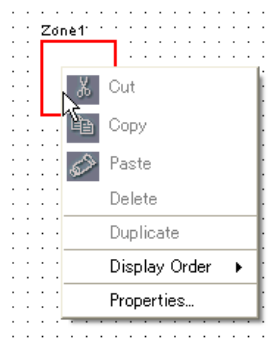 Zone1
Cut
Copy
Paste
Delete
Duplicate
Display Order
Properties...